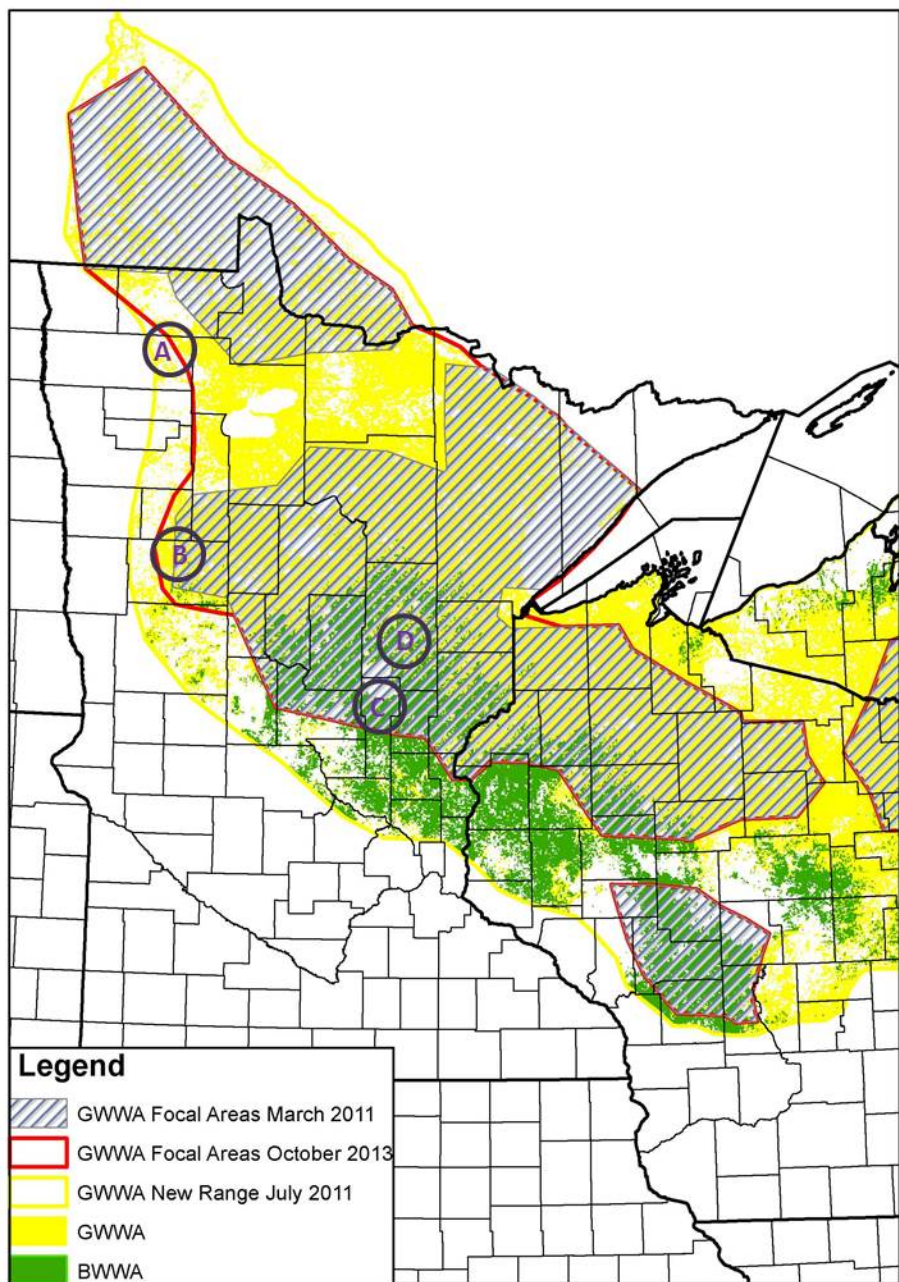 A
B
D
C
Legend
GWWA Focal Areas March 2011
GWWA Focal Areas October 2013
GWWA New Range July 2011
GWWA
BWWA